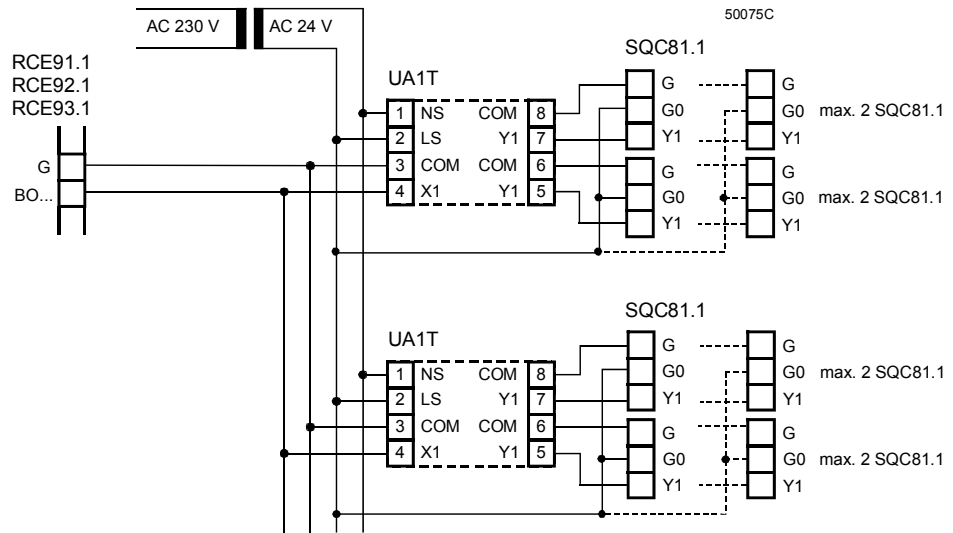 AC 230 V AC 24 V
50075C
RCE91.1
RCE92.1
RCE93.1
G
BO...
UA1T
1 NS COM 8
2 LS Y1 7
3 COM COM 6
4 X1 Y1 5
SQC81.1
G G
G0 G0 max. 2 SQC81.1
Y1 Y1
G G
G0 G0 max. 2 SQC81.1
Y1 Y1
UA1T
1 NS COM 8
2 LS Y1 7
3 COM COM 6
4 X1 Y1 5
SQC81.1
G G
G0 G0 max. 2 SQC81.1
Y1 Y1
G G
G0 G0 max. 2 SQC81.1
Y1 Y1